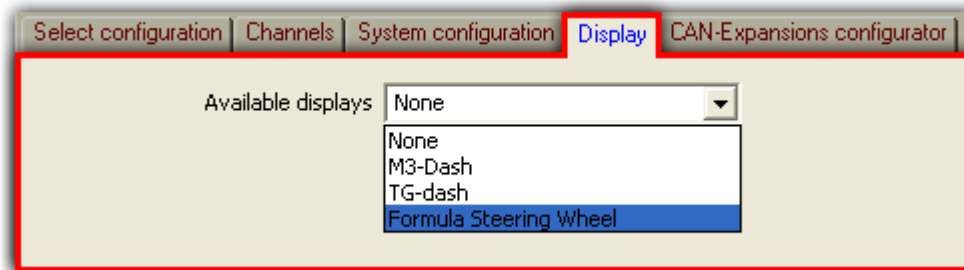 Select configuration Channels System configuration Display CAN-Expansions configurator
Available displays None
None
M3-Dash
TG-dash
Formula Steering Wheel